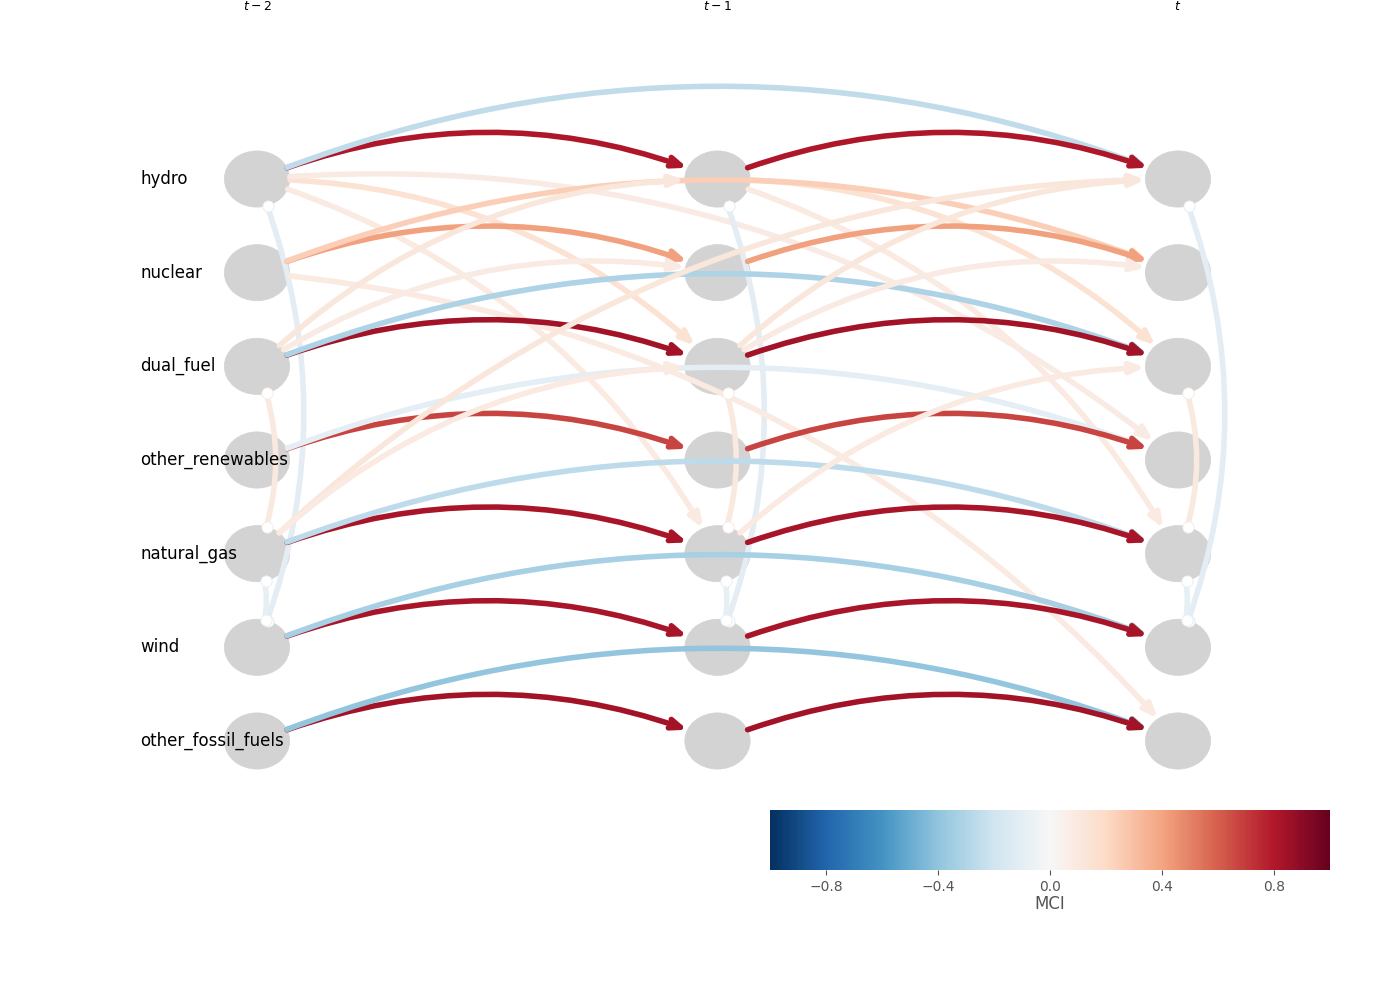 t − 2 t − 1 t
hydro
nuclear
dual_fuel
other_renewables
natural_gas
wind
other_fossil_fuels
−0.8 −0.4 0.0 0.4 0.8
MCI